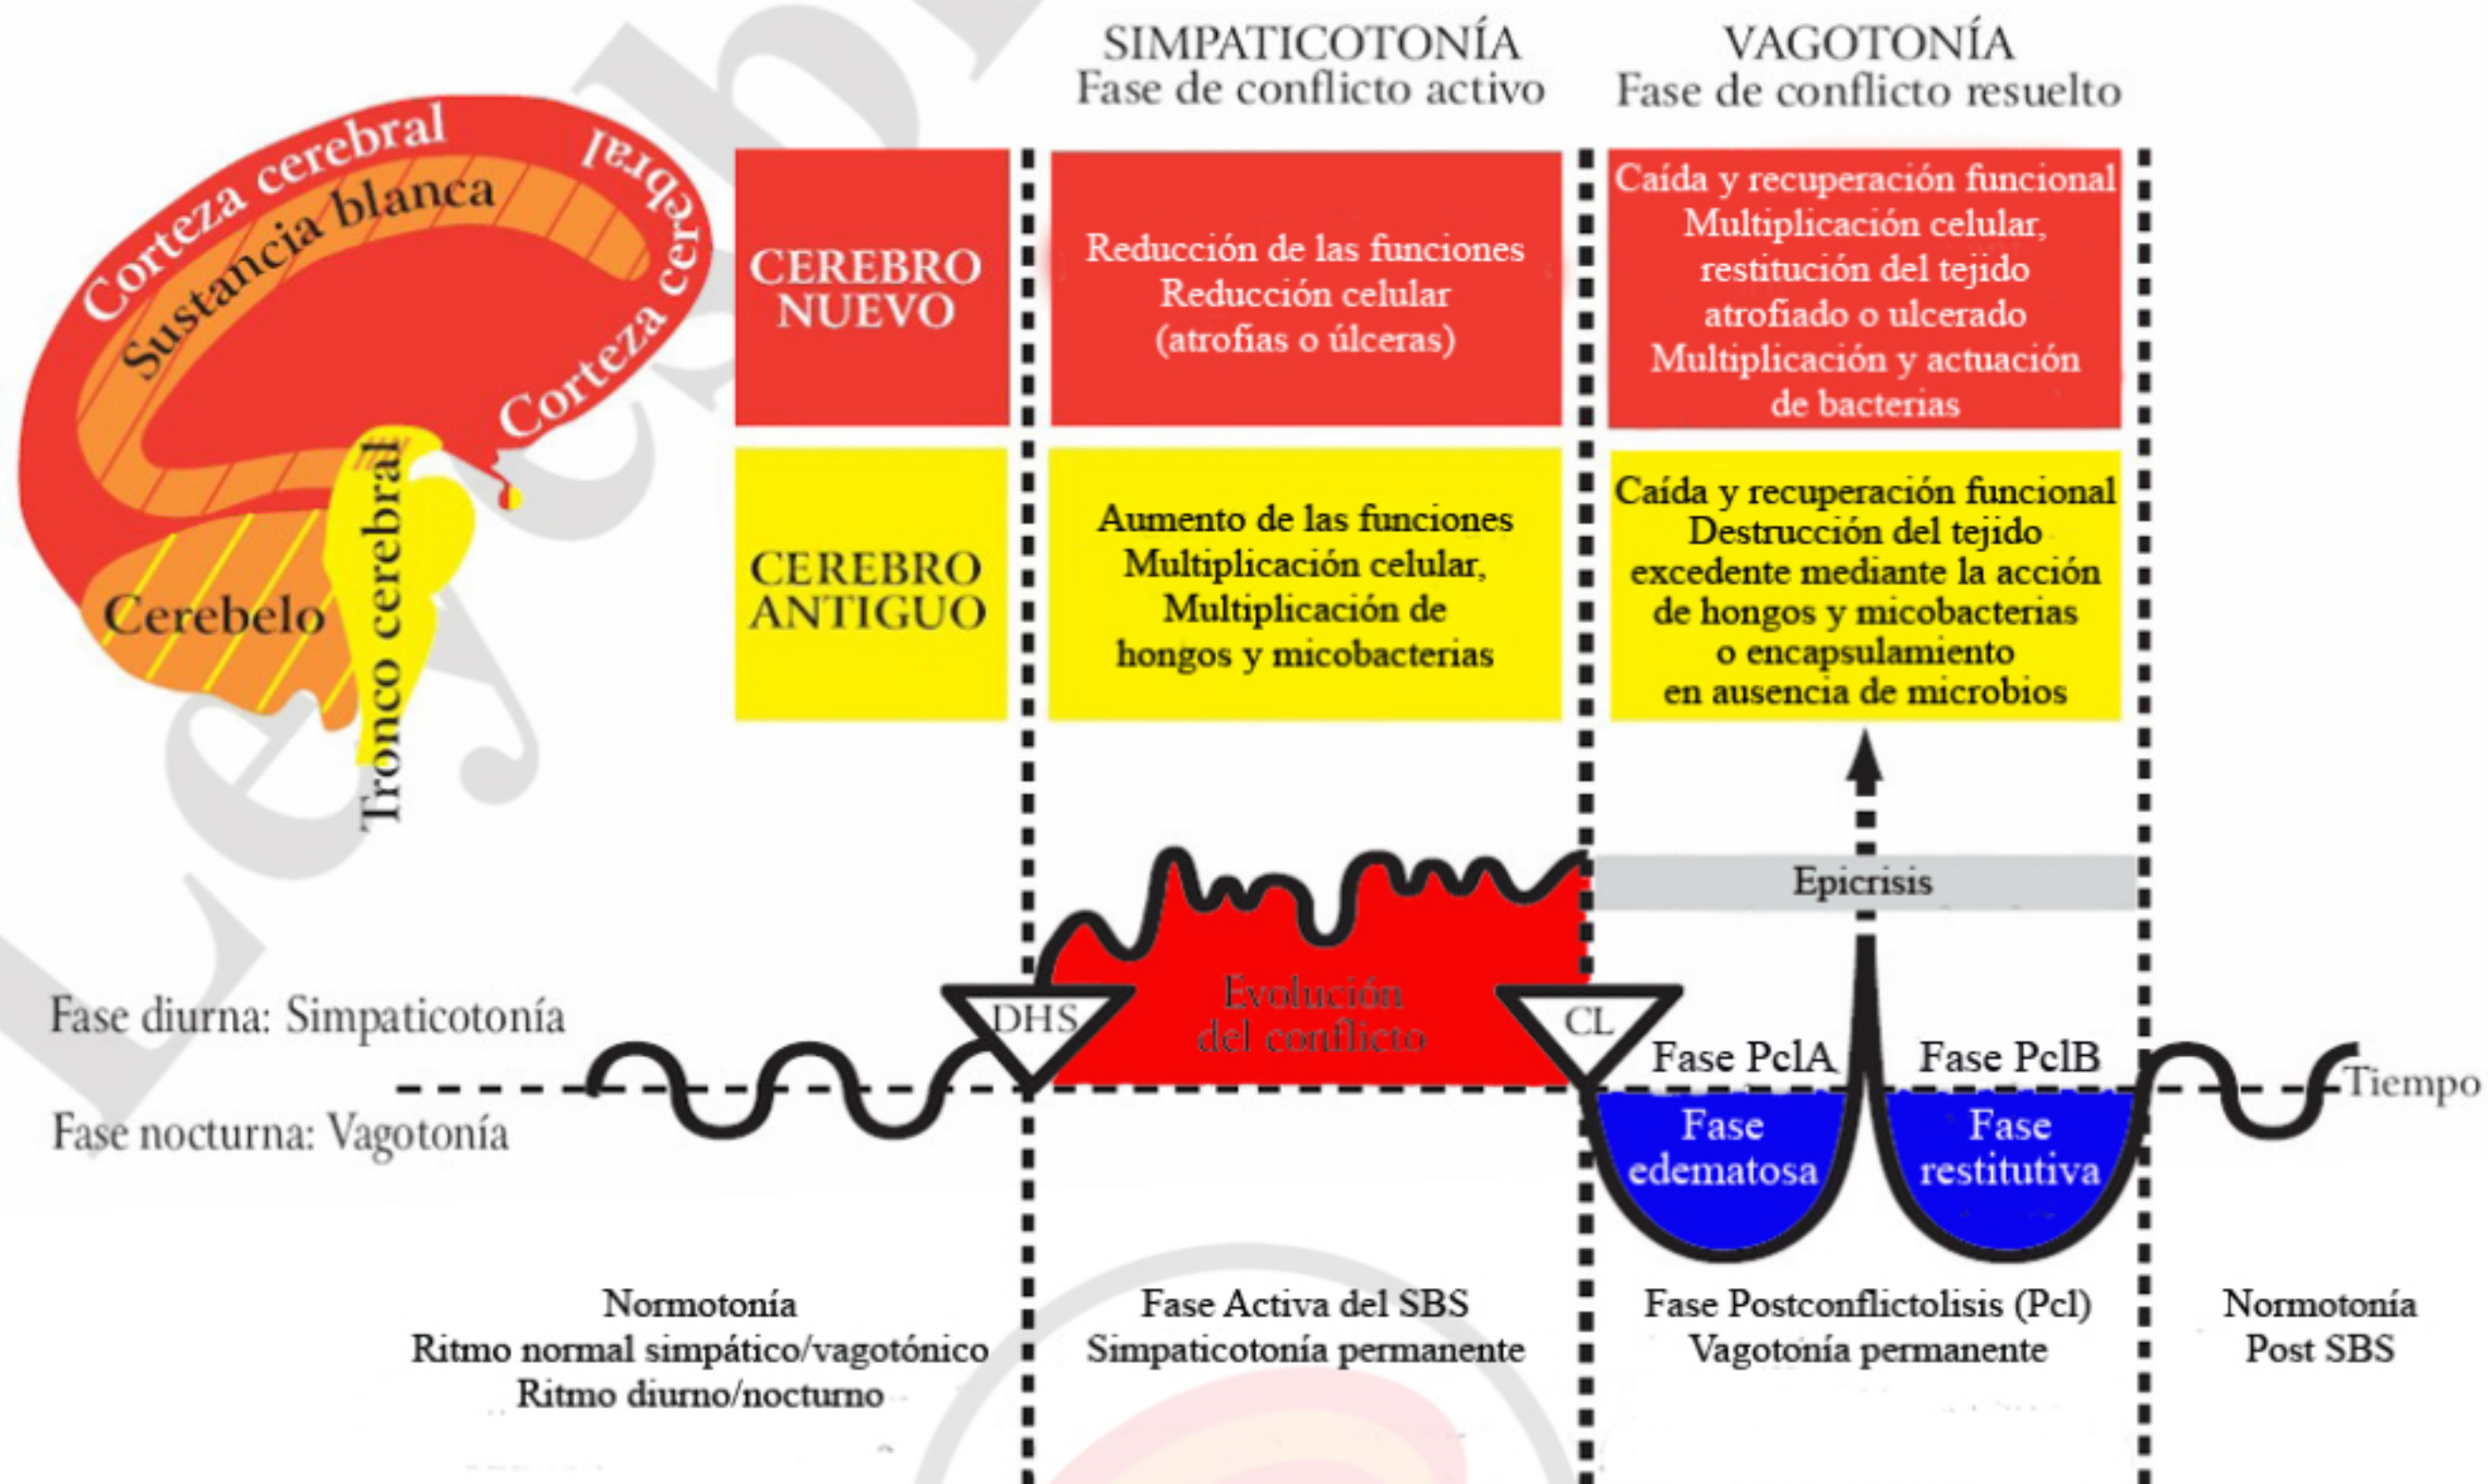 SIMPATICOTONÍA
Fase de conflicto activo
VAGOTONÍA
Fase de conflicto resuelto
Corteza cerebral
Corteza cerebral
Sustancia blanca
Cerebelo
Tronco cerebral
CEREBRO
NUEVO
Reducción de las funciones
Reducción celular
(atrofias o úlceras)
Caída y recuperación funcional
Multiplicación celular,
restitución del tejido
atrofiado o ulcerado
Multiplicación y actuación
de bacterias
CEREBRO
ANTIGUO
Aumento de las funciones
Multiplicación celular,
Multiplicación de
hongos y micobacterias
Caída y recuperación funcional
Destrucción del tejido
excedente mediante la acción
de hongos y micobacterias
o encapsulamiento
en ausencia de microbios
Epicrisis
Fase diurna: Simpaticotonía
Fase nocturna: Vagotonía
DHS
Evolución
del conflicto
CL
Fase PclA
Fase PclB
Tiempo
Fase
edematosa
Fase
restitutiva
Normotonía
Ritmo normal simpático/vagotónico
Ritmo diurno/nocturno
Fase Activa del SBS
Simpaticotonía permanente
Fase Postconflictolisis (Pcl)
Vagotonía permanente
Normotonía
Post SBS